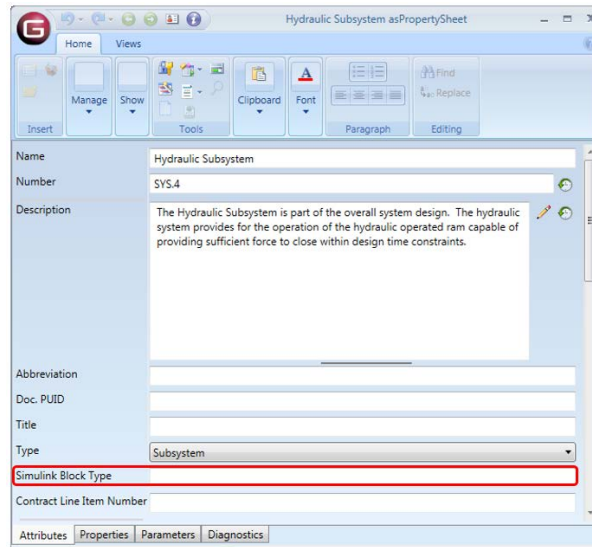 G
Hydraulic Subsystem asPropertySheet
Home Views
Manage Show Clipboard Font Find
Replace
Insert Tools Paragraph Editing
Name Hydraulic Subsystem
Number SYS.4
Description The Hydraulic Subsystem is part of the overall system design. The hydraulic
system provides for the operation of the hydraulic operated ram capable of
providing sufficient force to close within design time constraints.
Abbreviation
Doc. PUID
Title
Type Subsystem
Simulink Block Type
Contract Line Item Number
Attributes Properties Parameters Diagnostics